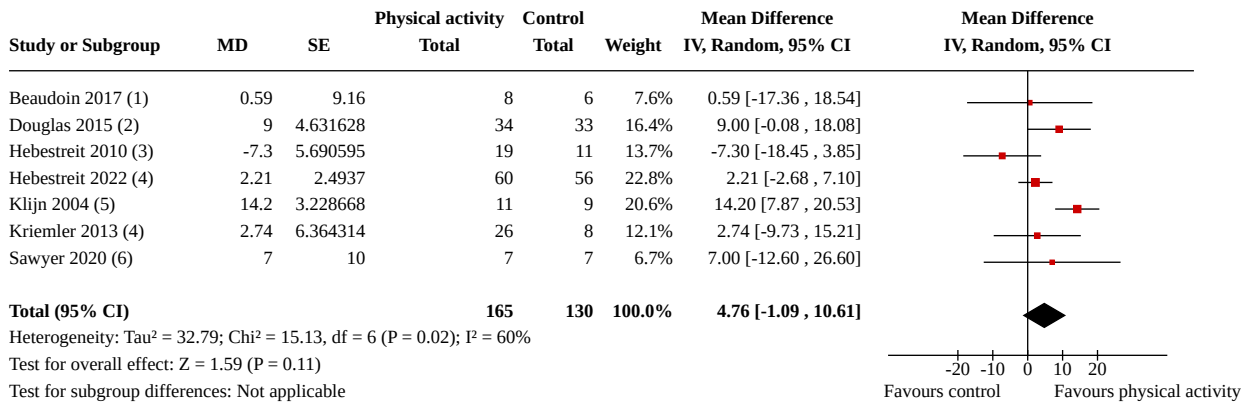 Physical activity Control Mean Difference Mean Difference
Study or Subgroup MD SE Total Total Weight IV, Random, 95% CI IV, Random, 95% CI
Beaudoin 2017 (1) 0.59 9.16 8 6 7.6% 0.59 [-17.36 , 18.54]
Douglas 2015 (2) 9 4.631628 34 33 16.4% 9.00 [-0.08 , 18.08]
Hebestreit 2010 (3) -7.3 5.690595 19 11 13.7% -7.30 [-18.45 , 3.85]
Hebestreit 2022 (4) 2.21 2.4937 60 56 22.8% 2.21 [-2.68 , 7.10]
Klijn 2004 (5) 14.2 3.228668 11 9 20.6% 14.20 [7.87 , 20.53]
Kriemler 2013 (4) 2.74 6.364314 26 8 12.1% 2.74 [-9.73 , 15.21]
Sawyer 2020 (6) 7 10 7 7 6.7% 7.00 [-12.60 , 26.60]
Total (95% CI) 165 130 100.0% 4.76 [-1.09 , 10.61]
Heterogeneity: Tau² = 32.79; Chi² = 15.13, df = 6 (P = 0.02); I² = 60%
Test for overall effect: Z = 1.59 (P = 0.11)
-20 -10 0 10 20
Test for subgroup differences: Not applicable
Favours control Favours physical activity